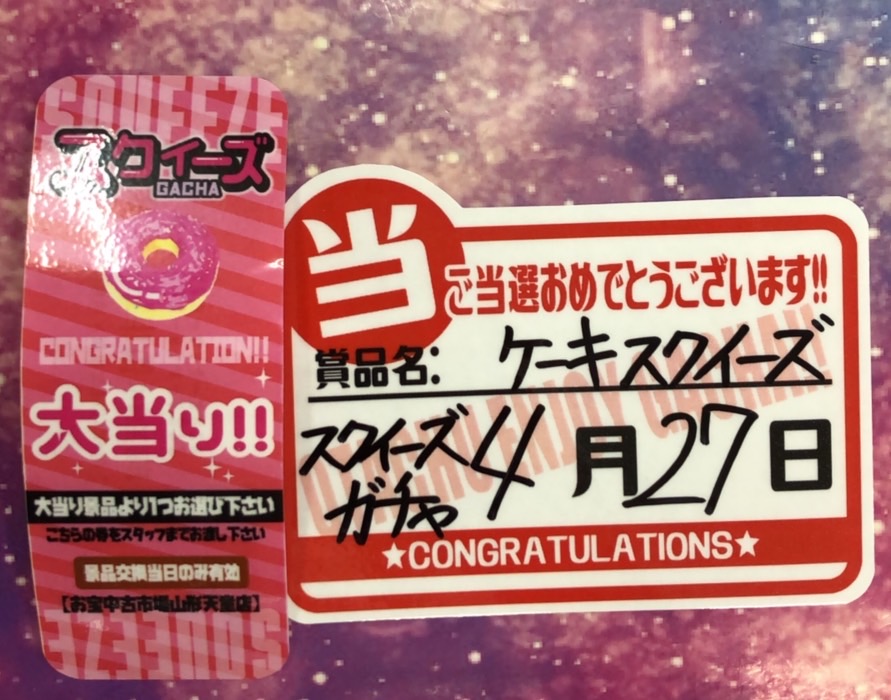 SQUEEZE
スクィーズ
GACHA
CONGRATULATION!!
大当り!!
大当り景品より1つお選び下さい
こちらの券をスタッフまでお渡し下さい
景品交換当日のみ有効
【お宝中古市場山形天童店】
SQUEEZE
当
ご当選おめでとうございます!!
賞品名: ケーキスクイーズ
スクイーズ
ガチャ
4月27日
★CONGRATULATIONS★